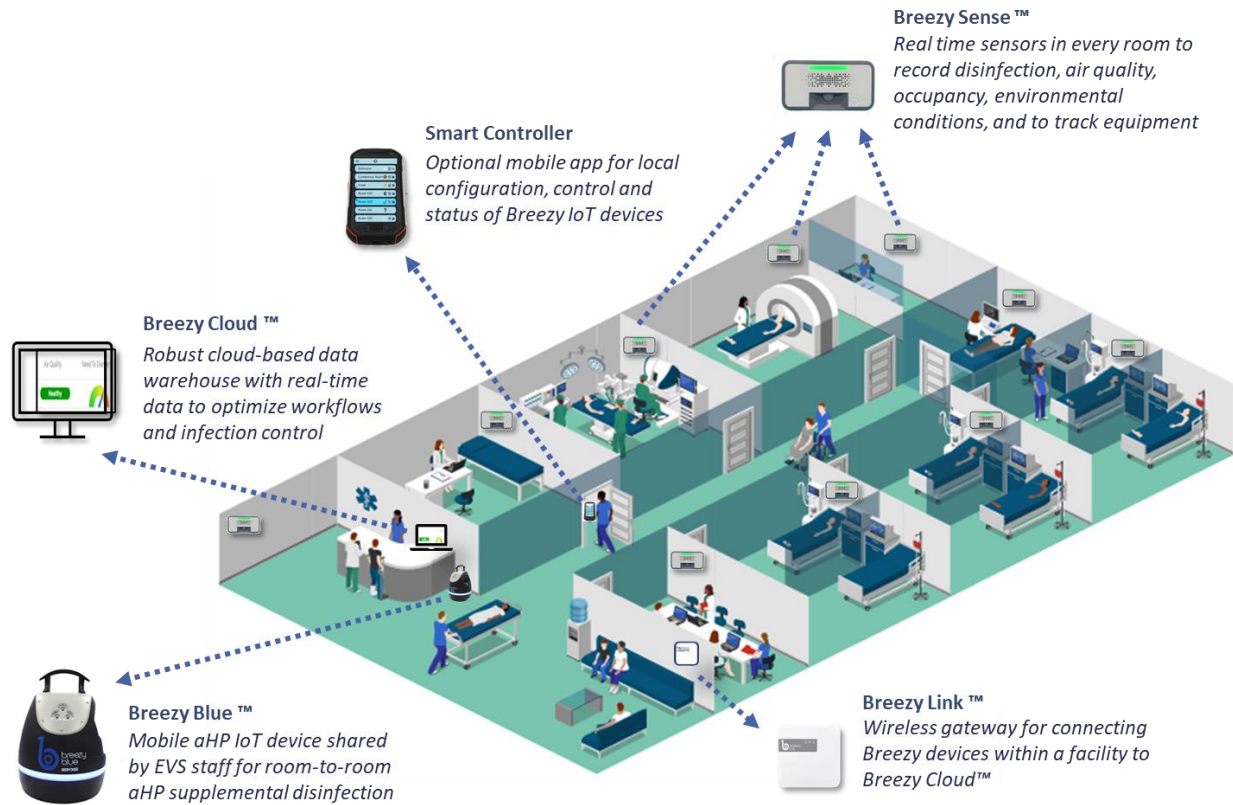 Breezy Sense ™
Real time sensors in every room to
record disinfection, air quality,
occupancy, environmental
conditions, and to track equipment
Smart Controller
Optional mobile app for local
configuration, control and
status of Breezy IoT devices
Breezy Cloud ™
Robust cloud-based data
warehouse with real-time
data to optimize workflows
and infection control
Air Quality
Healthy
Breezy Blue ™
Mobile aHP IoT device shared
by EVS staff for room-to-room
aHP supplemental disinfection
breezy
blue
Breezy Link ™
Wireless gateway for connecting
Breezy devices within a facility to
Breezy Cloud™